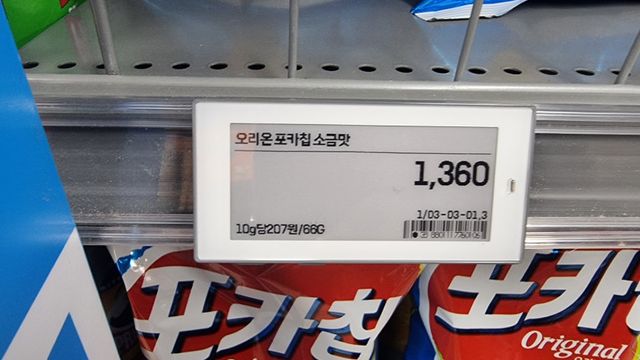 오리온포카칩소금맛
1,360
1/03-03-01,3
10g당207원/66G
포카칩
포카칩
Original